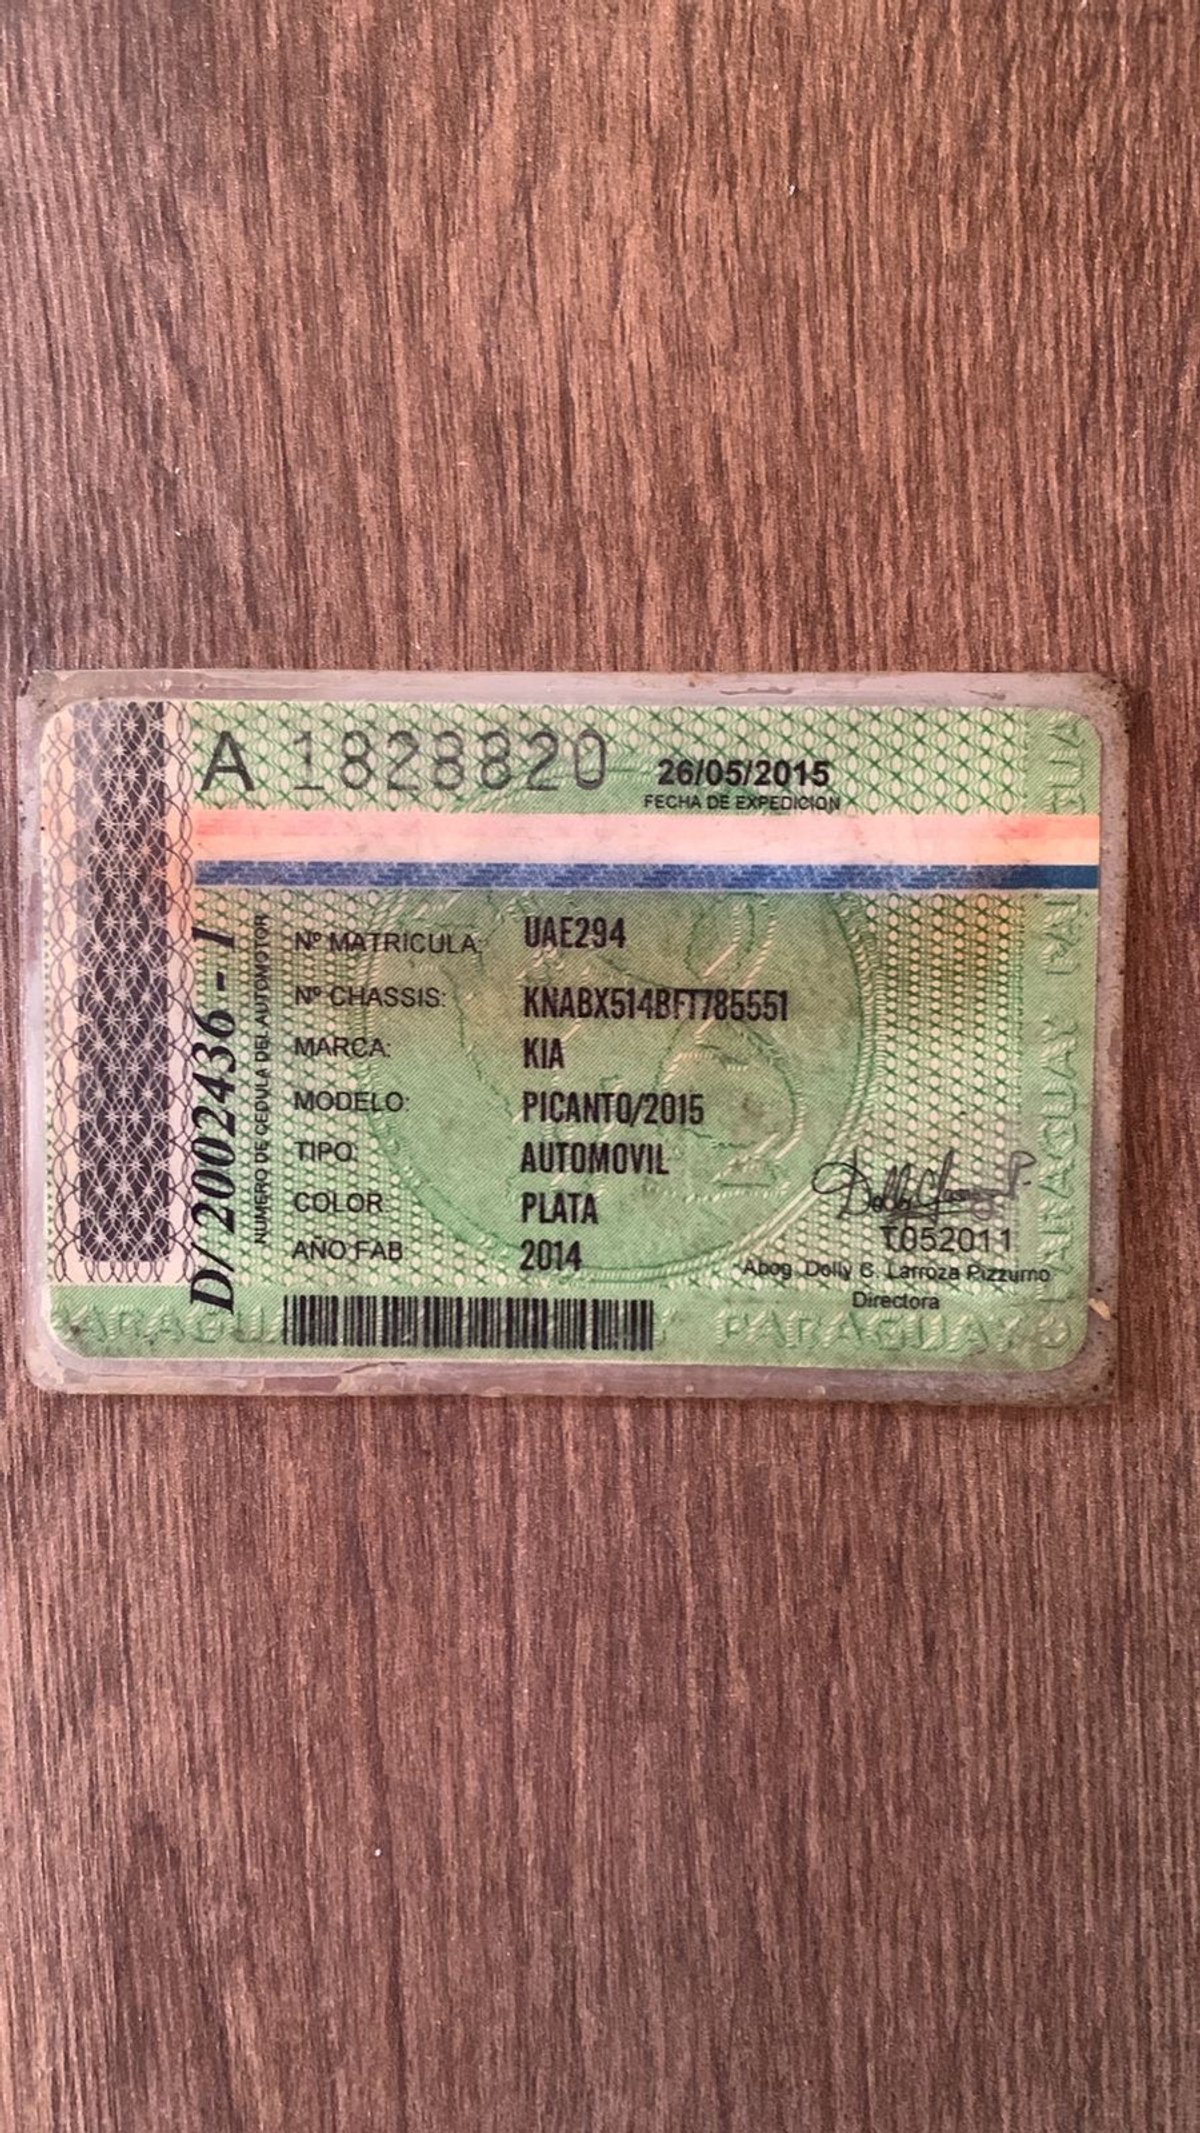 A 1828820
26/05/2015
FECHA DE EXPEDICION
D/2002436-1
NUMERO DE CEDULA DEL AUTOMOTOR
Nº MATRICULA: UAE294
Nº CHASSIS: KNABX514BFT785551
MARCA: KIA
MODELO: PICANTO/2015
TIPO: AUTOMOVIL
COLOR PLATA
AÑO FAB 2014
T052011
Abog. Dolly C. Larroza Pizzurno
Directora
PARAGUAY
PARAGUAY